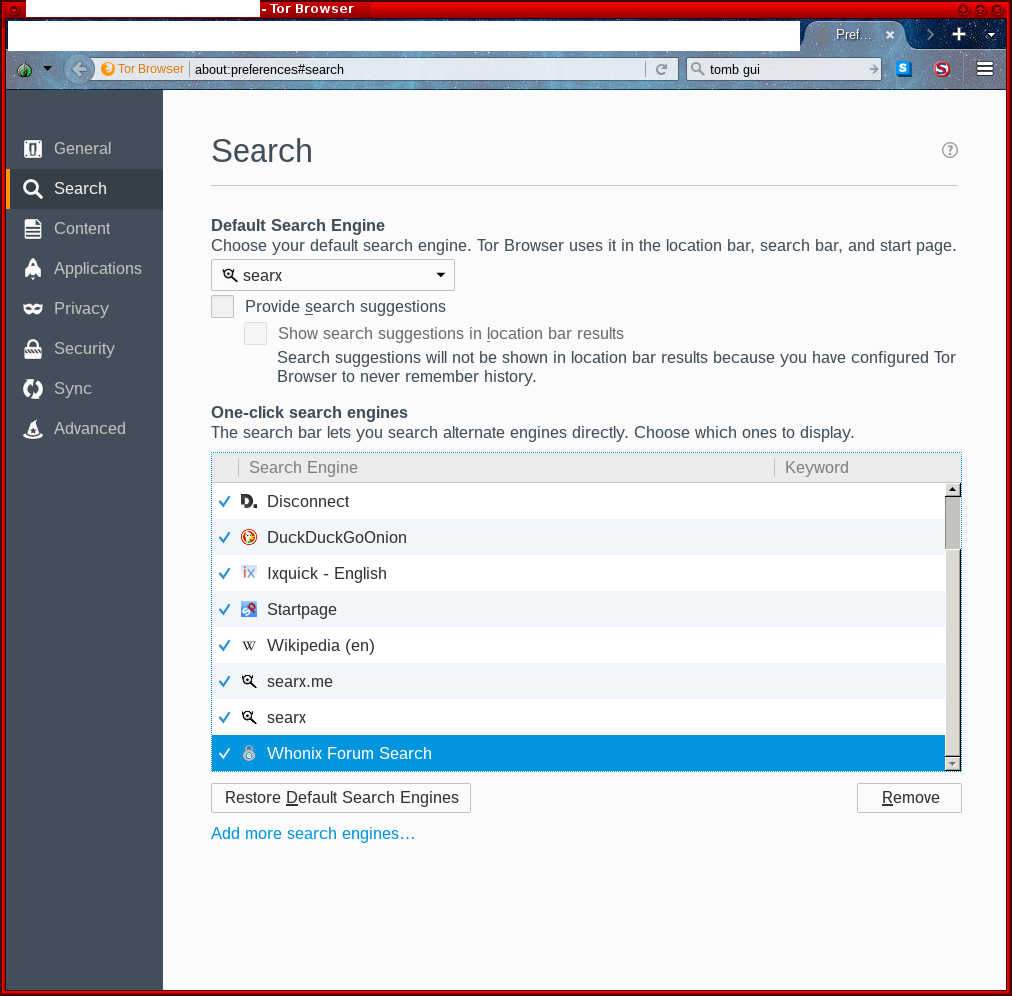 - Tor Browser
Pref...
Tor Browser
about:preferences#search
tomb gui
General
Search
Content
Applications
Privacy
Security
Sync
Advanced
Search
Default Search Engine
Choose your default search engine. Tor Browser uses it in the location bar, search bar, and start page.
searx
Provide search suggestions
Show search suggestions in location bar results
Search suggestions will not be shown in location bar results because you have configured Tor
Browser to never remember history.
One-click search engines
The search bar lets you search alternate engines directly. Choose which ones to display.
Search Engine
Keyword
Disconnect
DuckDuckGoOnion
Ixquick - English
Startpage
Wikipedia (en)
searx.me
searx
Whonix Forum Search
Restore Default Search Engines
Remove
Add more search engines…